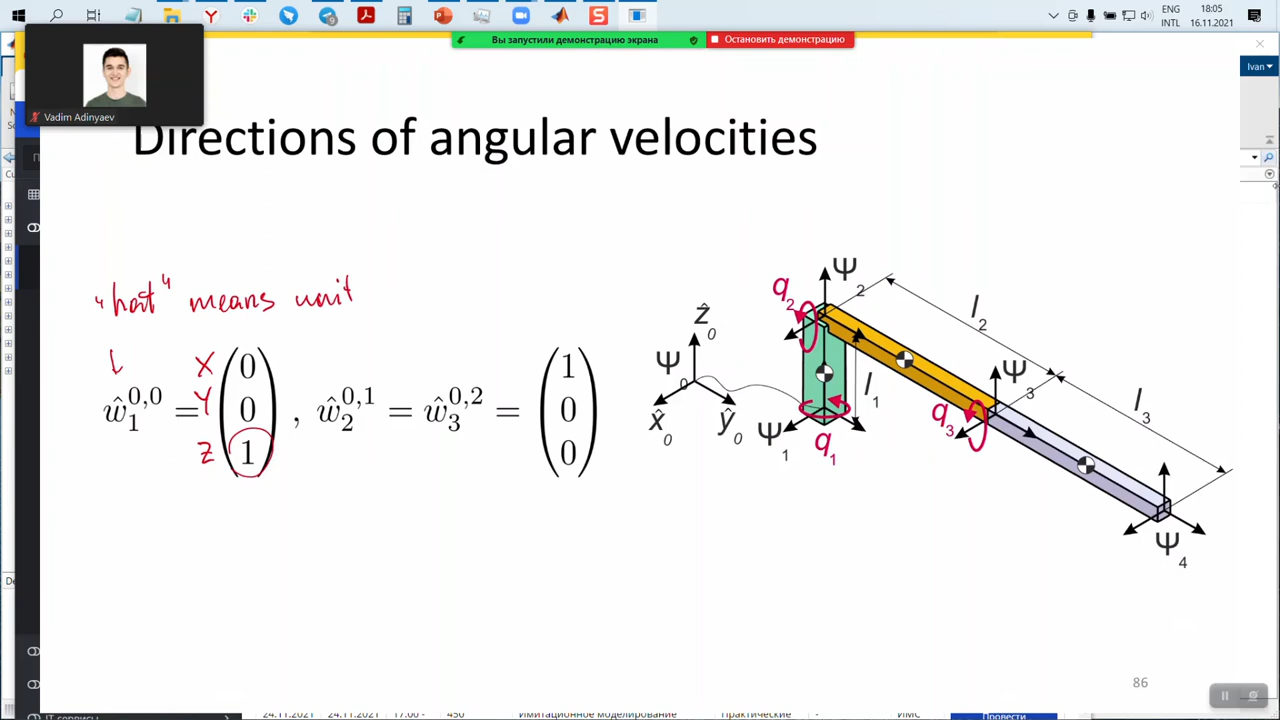 18:05
ENG
INTL
16.11.2021
Вы запустили демонстрацию экрана
Остановить демонстрацию
Ivan
Vadim Adinyaev
Directions of angular velocities
"hat" means unit
ŵ₁^{0,0} = (0 0 1), ŵ₂^{0,1} = ŵ₃^{0,2} = (1 0 0)
X
Y
Z
Ψ₀
ẑ₀
x̂₀
ŷ₀
Ψ₁
q₁
l₁
q₂
Ψ₂
l₂
q₃
Ψ₃
l₃
Ψ₄
86
24.11.2021 24.11.2021 17:00 - 450 Имитационное моделирование Практические - ИМС Провести
IT сервисы